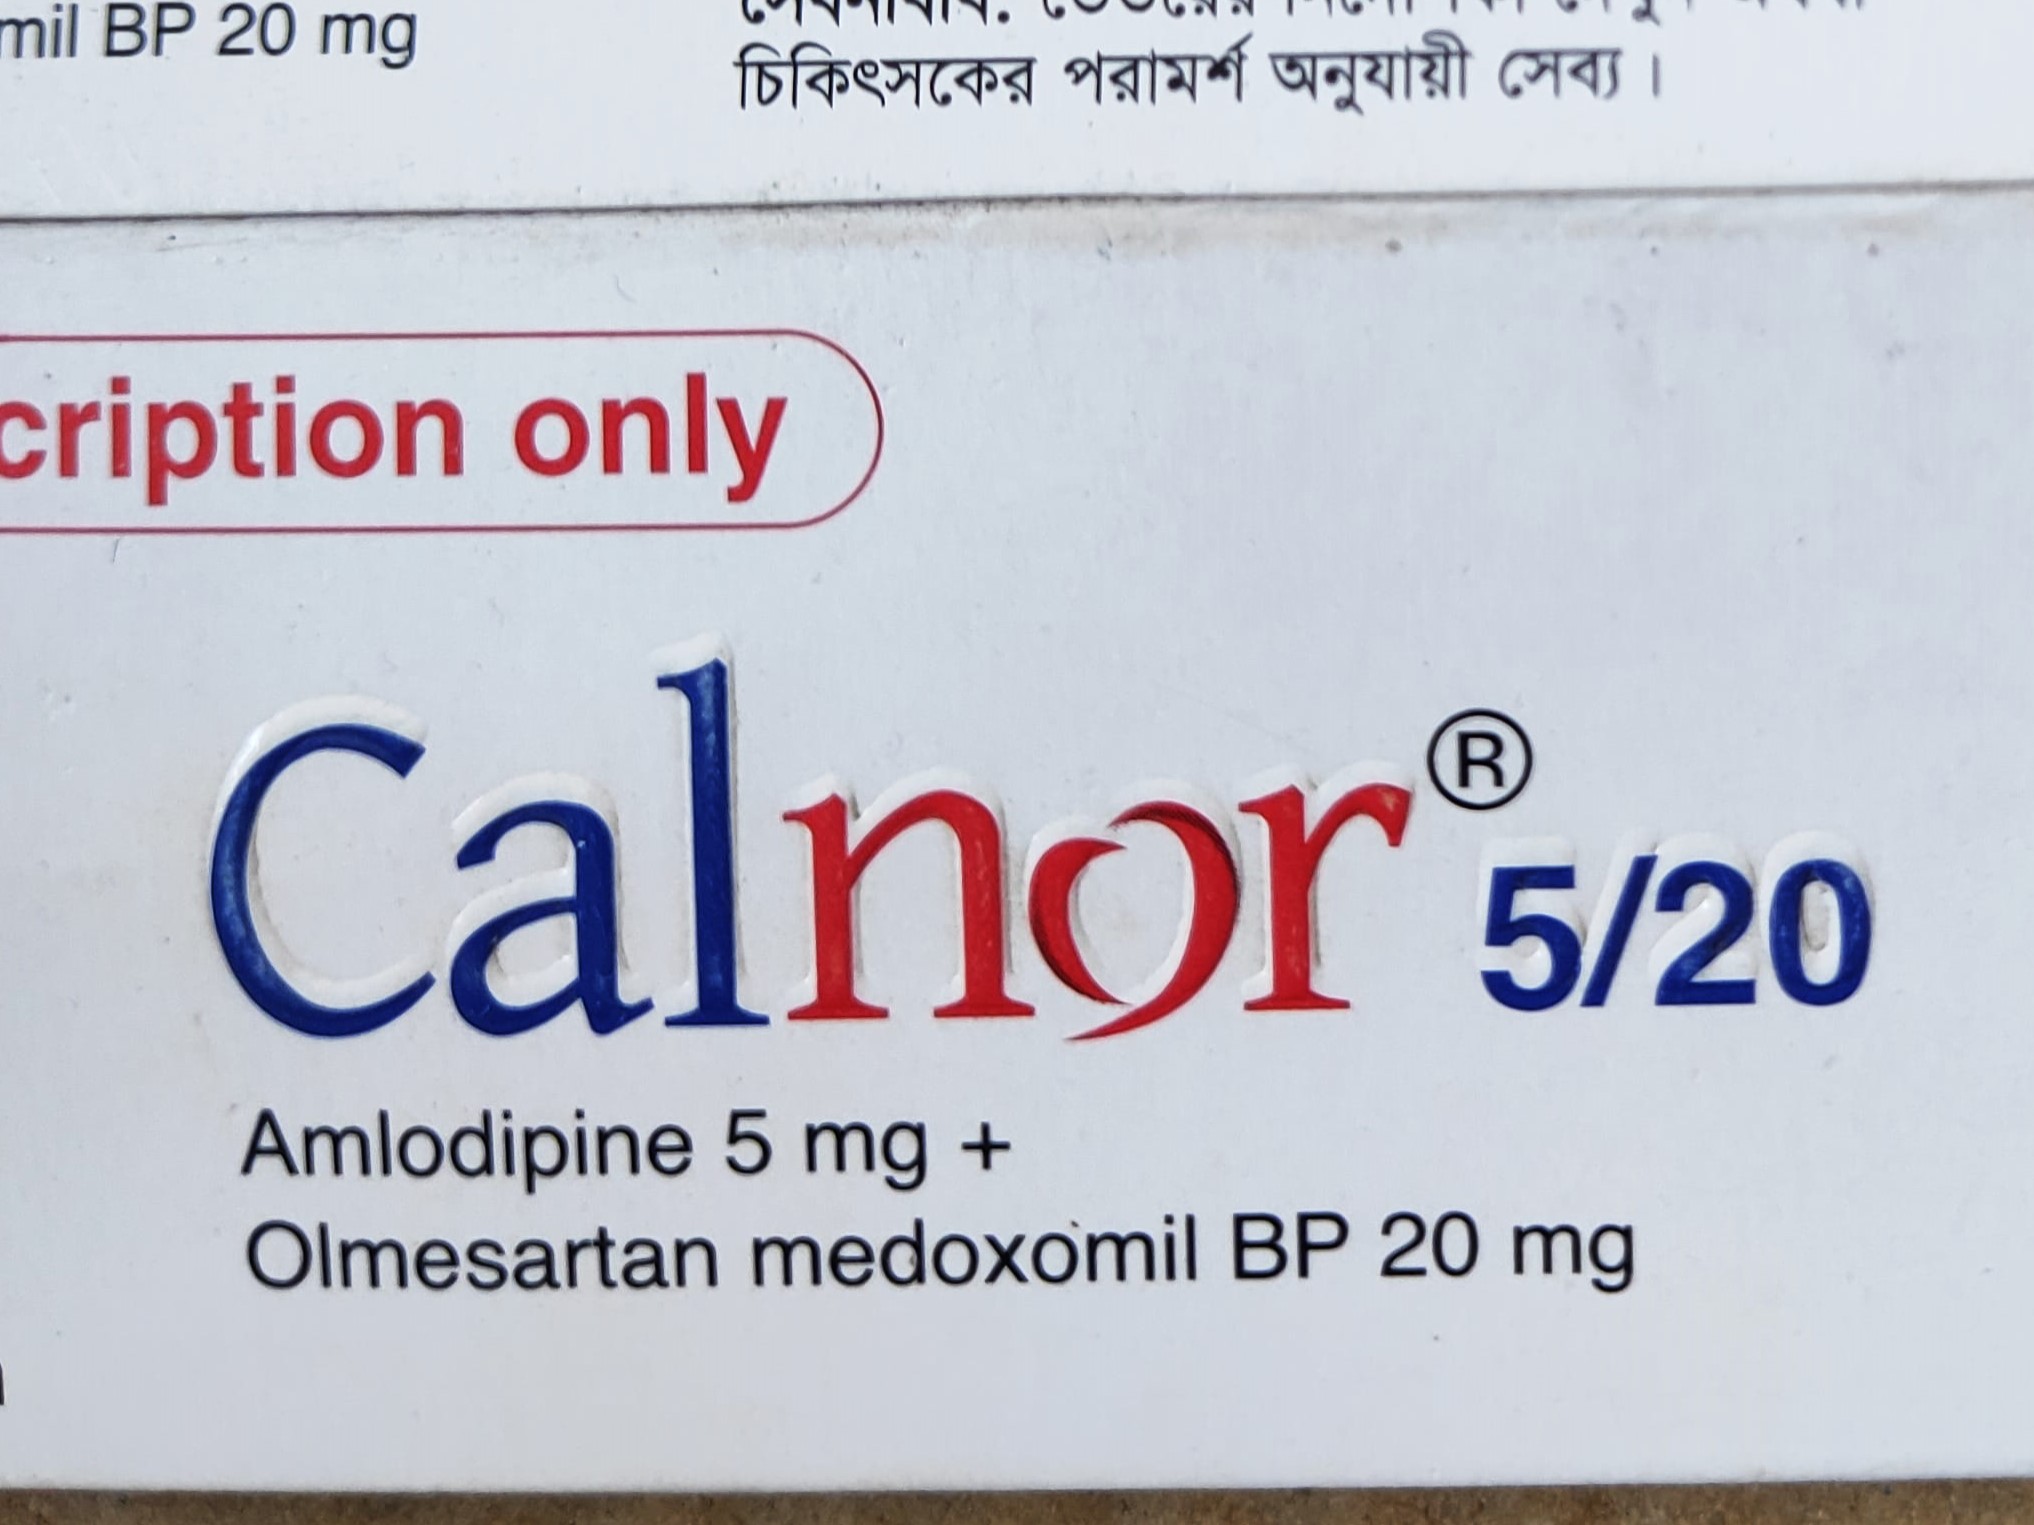 mil BP 20 mg
চিকিৎসকের পরামর্শ অনুযায়ী সেব্য।
cription only
Calnor® 5/20
Amlodipine 5 mg +
Olmesartan medoxomil BP 20 mg